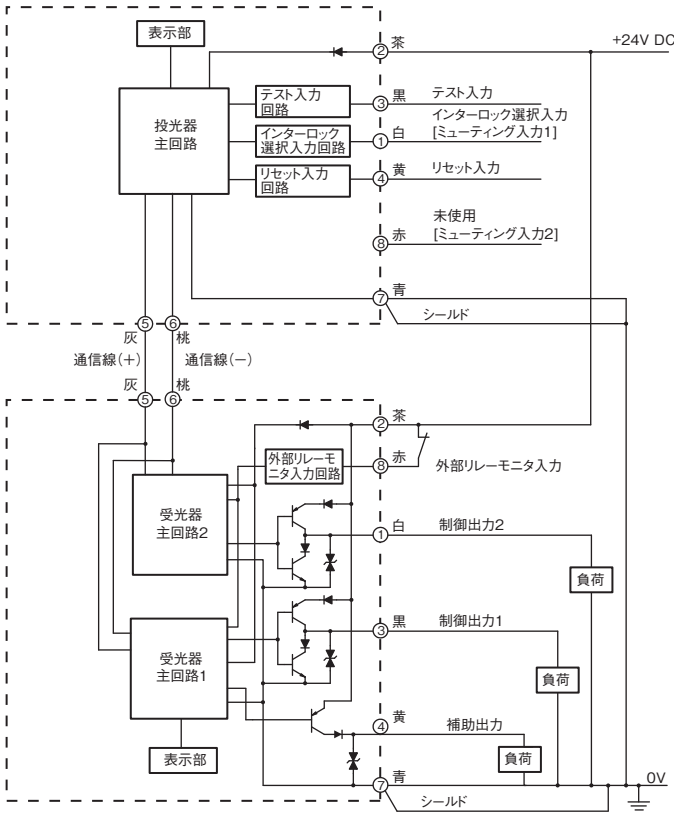 表示部
② 茶
+24V DC
テスト入力
回路
③ 黒
テスト入力
投光器
主回路
インターロック
選択入力回路
① 白
インターロック選択入力
[ミューティング入力1]
リセット入力
回路
④ 黄
リセット入力
⑧ 赤
未使用
[ミューティング入力2]
⑦ 青
シールド
⑤ ⑥
灰 桃
通信線(+) 通信線(−)
灰 桃
⑤ ⑥
② 茶
外部リレーモ
ニタ入力回路
⑧ 赤
外部リレーモニタ入力
受光器
主回路2
① 白
制御出力2
負荷
受光器
主回路1
③ 黒
制御出力1
負荷
④ 黄
補助出力
負荷
表示部
⑦ 青
0V
シールド